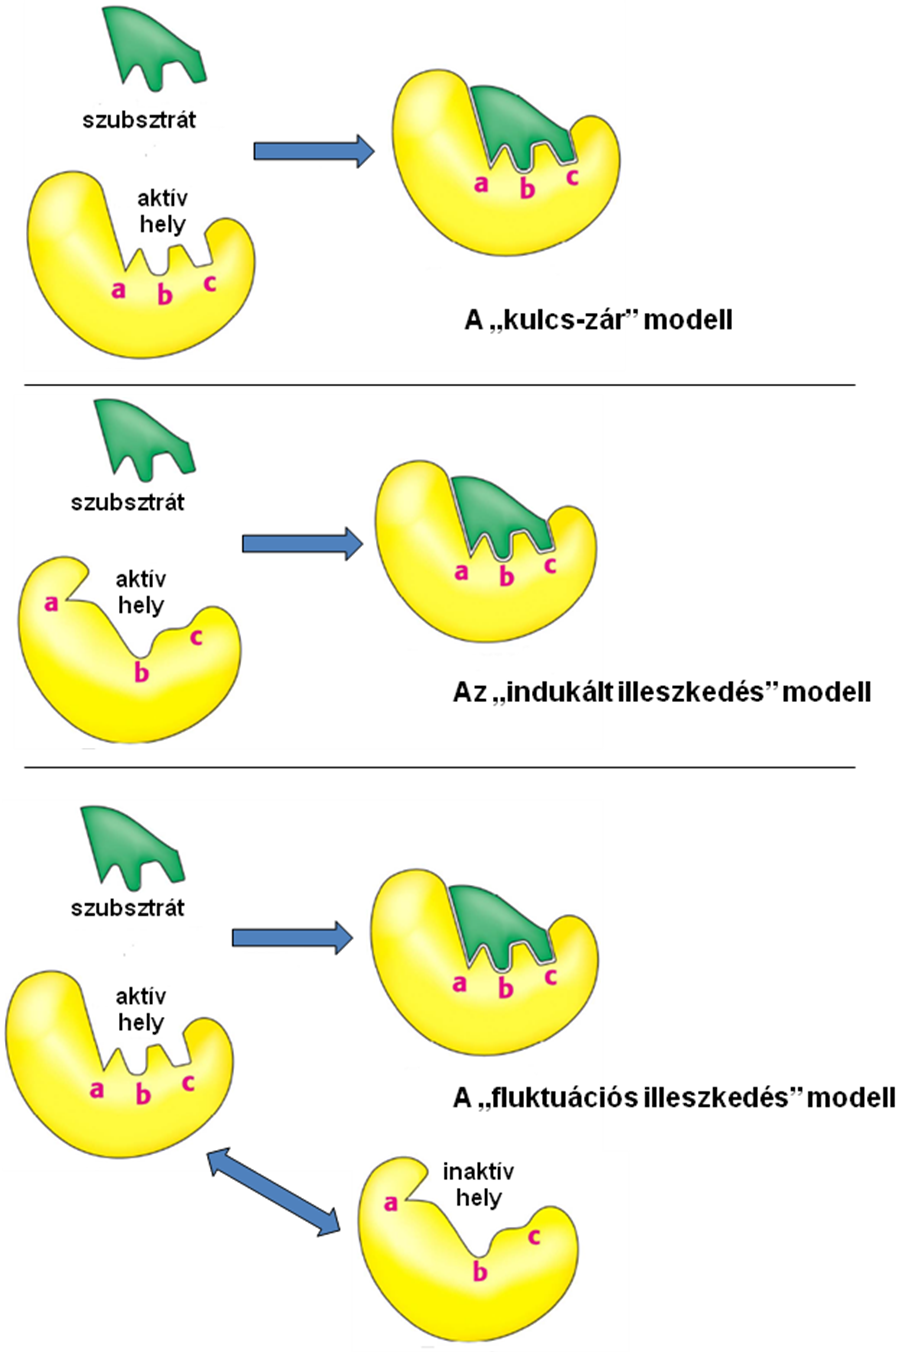 szubsztrát
aktív
hely
a
b
c
a
b
c
A „kulcs-zár” modell
szubsztrát
aktív
hely
a
b
c
a
b
c
Az „indukált illeszkedés” modell
szubsztrát
aktív
hely
a
b
c
a
b
c
A „fluktuációs illeszkedés” modell
inaktív
hely
a
b
c